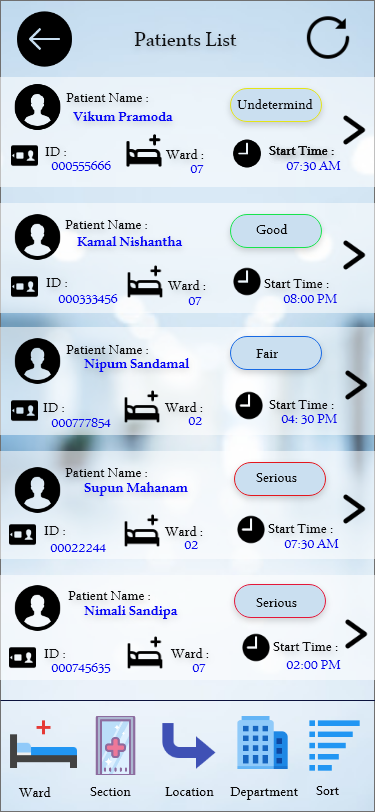 Patients List
Patient Name :
Vikum Pramoda
Undetermind
ID :
000555666
Ward :
07
Start Time :
07:30 AM
Patient Name :
Kamal Nishantha
Good
ID :
000333456
Ward :
07
Start Time :
08:00 PM
Patient Name :
Nipum Sandamal
Fair
ID :
000777854
Ward :
02
Start Time :
04: 30 PM
Patient Name :
Supun Mahanam
Serious
ID :
00022244
Ward :
02
Start Time :
07:30 AM
Patient Name :
Nimali Sandipa
Serious
ID :
000745635
Ward :
07
Start Time :
02:00 PM
Ward
Section
Location
Department
Sort